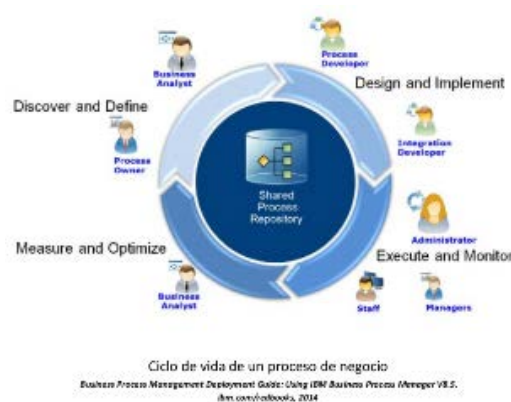 Process
Developer
Business
Analyst
Design and Implement
Discover and Define
Process
Owner
Integration
Developer
Shared
Process
Repository
Administrator
Measure and Optimize
Execute and Monitor
Business
Analyst
Staff
Managers
Ciclo de vida de un proceso de negocio
Business Process Management Deployment Guide: Using IBM Business Process Manager V8.5.
ibm.com/redbooks, 2014